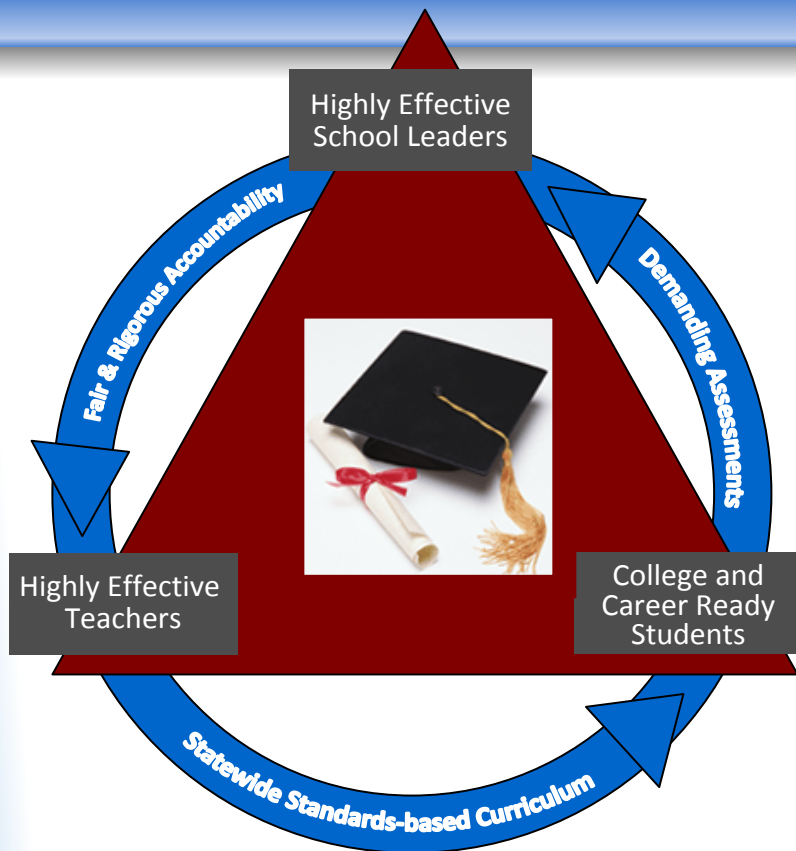 Highly Effective
School Leaders
Fair & Rigorous Accountability
Demanding Assessments
Highly Effective
Teachers
College and
Career Ready
Students
Statewide Standards-based Curriculum